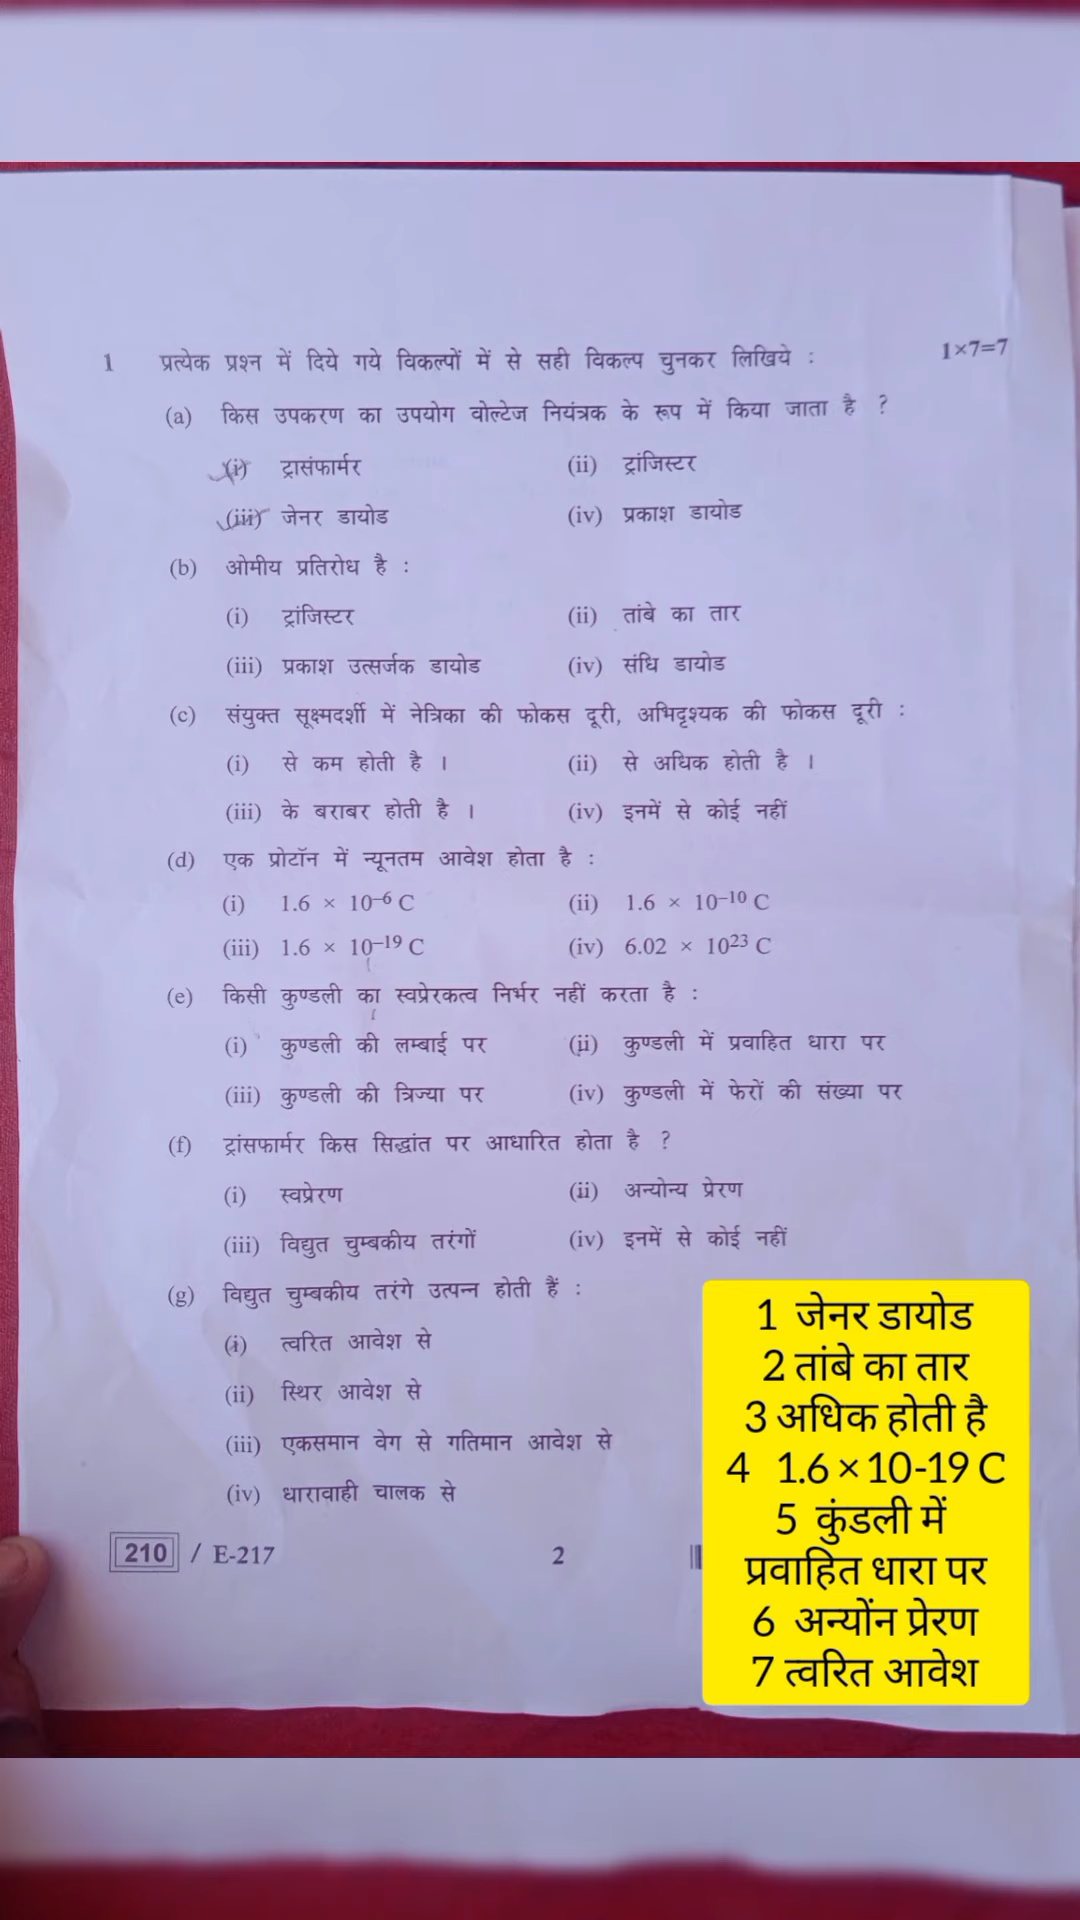 1 प्रत्येक प्रश्न में दिये गये विकल्पों में से सही विकल्प चुनकर लिखिये : 1×7=7
(a) किस उपकरण का उपयोग वोल्टेज नियंत्रक के रूप में किया जाता है ?
(i) ट्रासंफार्मर (ii) ट्रांजिस्टर
(iii) जेनर डायोड (iv) प्रकाश डायोड
(b) ओमीय प्रतिरोध है :
(i) ट्रांजिस्टर (ii) तांबे का तार
(iii) प्रकाश उत्सर्जक डायोड (iv) संधि डायोड
(c) संयुक्त सूक्ष्मदर्शी में नेत्रिका की फोकस दूरी, अभिदृश्यक की फोकस दूरी :
(i) से कम होती है । (ii) से अधिक होती है ।
(iii) के बराबर होती है । (iv) इनमें से कोई नहीं
(d) एक प्रोटॉन में न्यूनतम आवेश होता है :
(i) 1.6 × 10⁻⁶ C (ii) 1.6 × 10⁻¹⁰ C
(iii) 1.6 × 10⁻¹⁹ C (iv) 6.02 × 10²³ C
(e) किसी कुण्डली का स्वप्रेरकत्व निर्भर नहीं करता है :
(i) कुण्डली की लम्बाई पर (ii) कुण्डली में प्रवाहित धारा पर
(iii) कुण्डली की त्रिज्या पर (iv) कुण्डली में फेरों की संख्या पर
(f) ट्रांसफार्मर किस सिद्धांत पर आधारित होता है ?
(i) स्वप्रेरण (ii) अन्योन्य प्रेरण
(iii) विद्युत चुम्बकीय तरंगों (iv) इनमें से कोई नहीं
(g) विद्युत चुम्बकीय तरंगे उत्पन्न होती हैं :
(i) त्वरित आवेश से
(ii) स्थिर आवेश से
(iii) एकसमान वेग से गतिमान आवेश से
(iv) धारावाही चालक से
210 / E-217 2
1 जेनर डायोड
2 तांबे का तार
3 अधिक होती है
4 1.6 × 10-19 C
5 कुंडली में
प्रवाहित धारा पर
6 अन्योंन प्रेरण
7 त्वरित आवेश